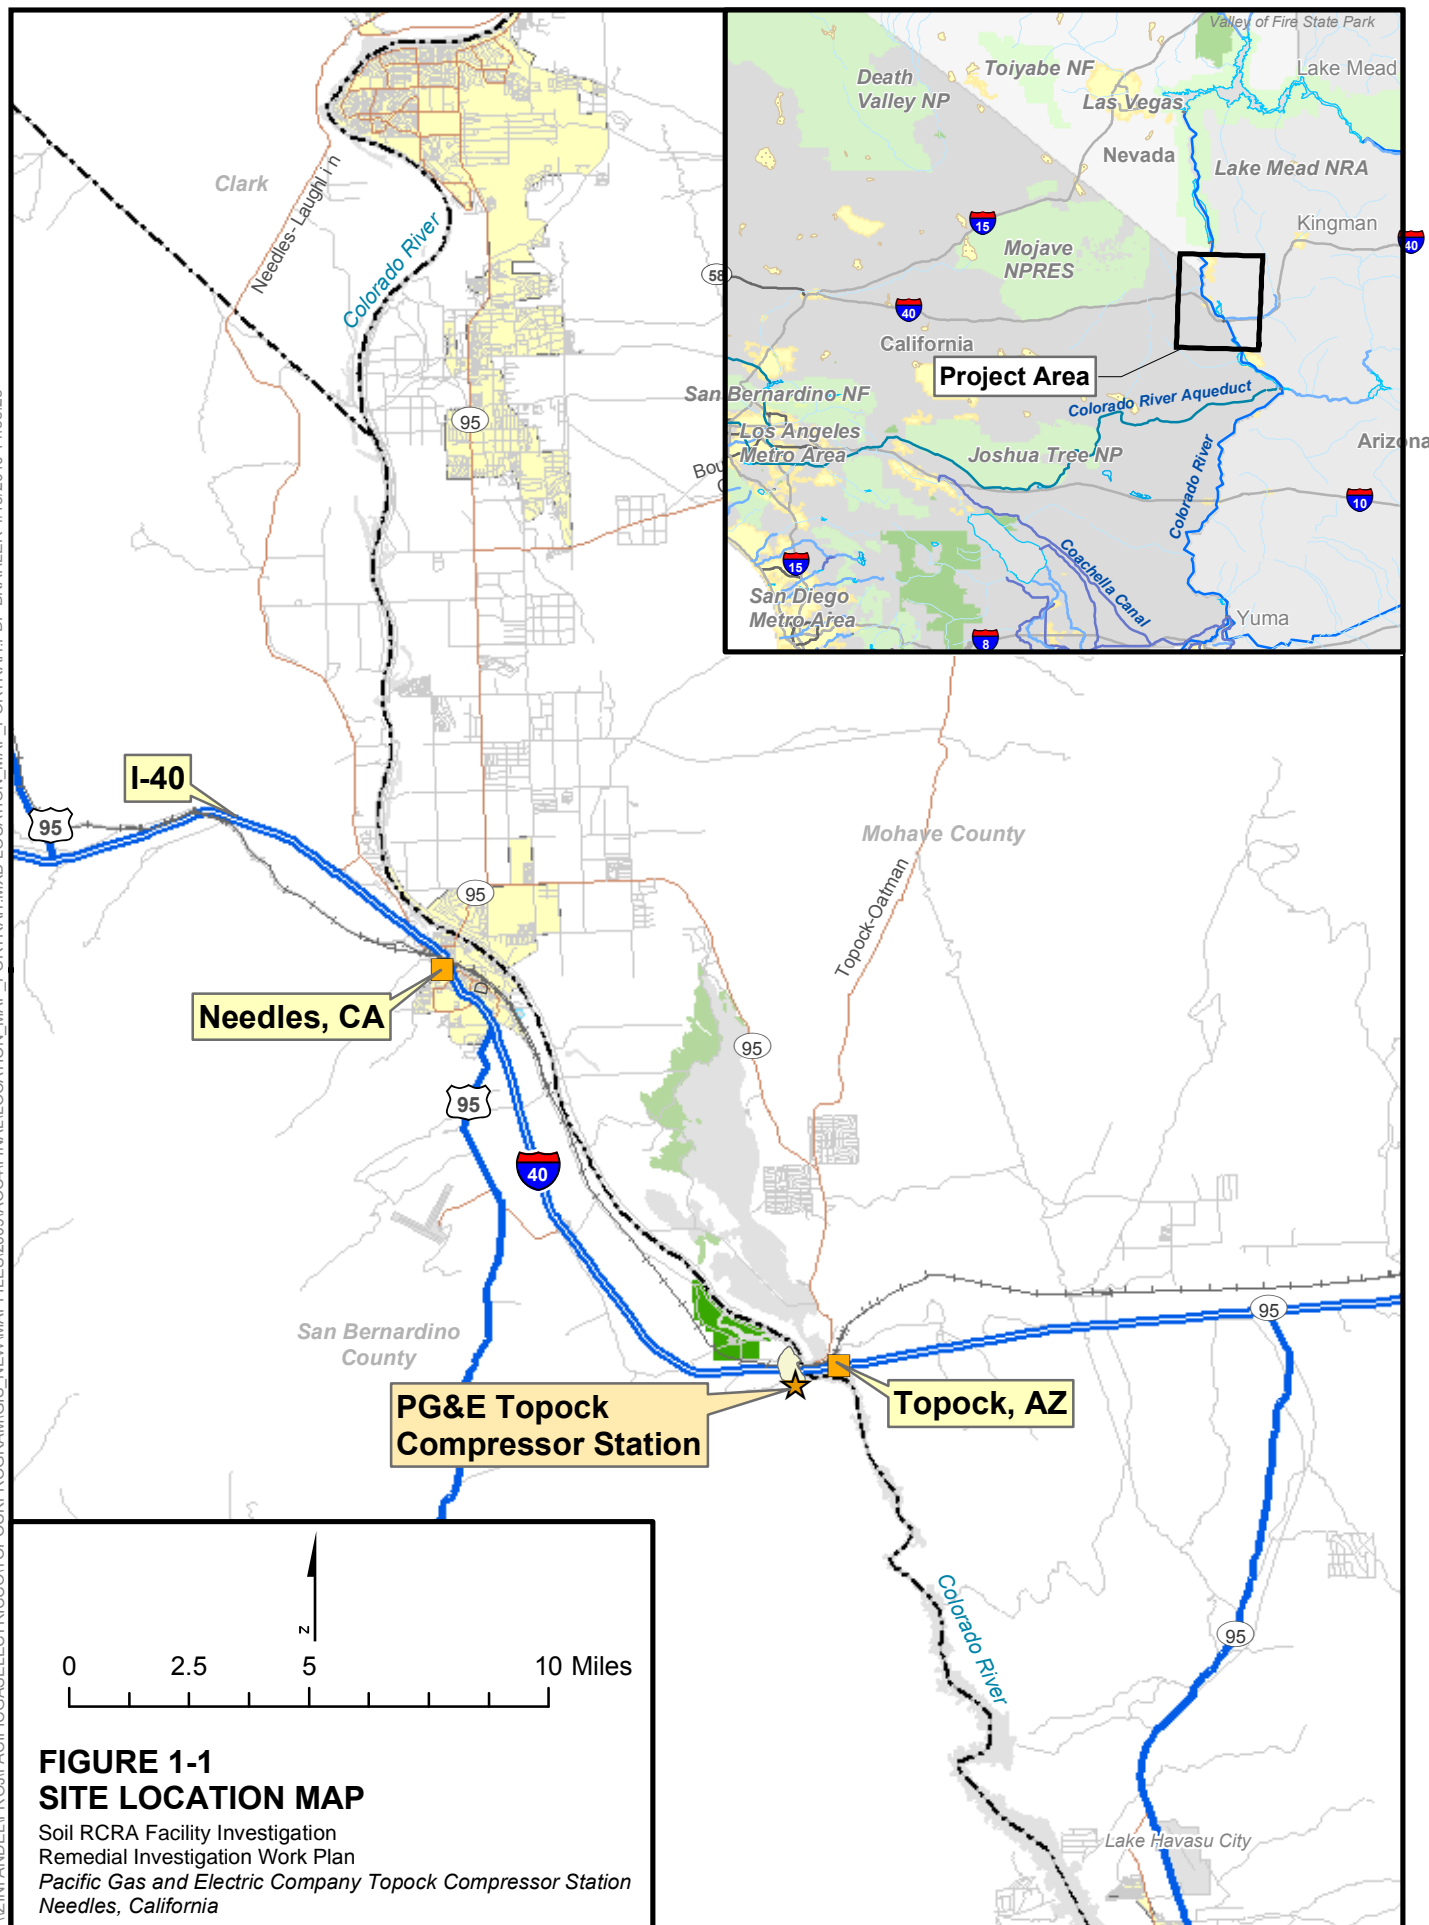 Valley of Fire State Park
Death
Valley NP
Toiyabe NF
Lake Mead
Las Vegas
Nevada
Lake Mead NRA
Kingman
15
40
Mojave
NPRES
58
40
California
Project Area
San Bernardino NF
Colorado River Aqueduct
Los Angeles
Metro Area
Joshua Tree NP
Arizona
Colorado River
10
Coachella Canal
15
San Diego
Metro Area
8
Yuma
Clark
Needles-Laughlin
Colorado River
95
Bou
I-40
95
Mohave County
95
Topock-Oatman
Needles, CA
D
95
95
40
San Bernardino
County
95
PG&E Topock
Compressor Station
Topock, AZ
Colorado River
95
Lake Havasu City
z
0 2.5 5 10 Miles
FIGURE 1-1
SITE LOCATION MAP
Soil RCRA Facility Investigation
Remedial Investigation Work Plan
Pacific Gas and Electric Company Topock Compressor Station
Needles, California